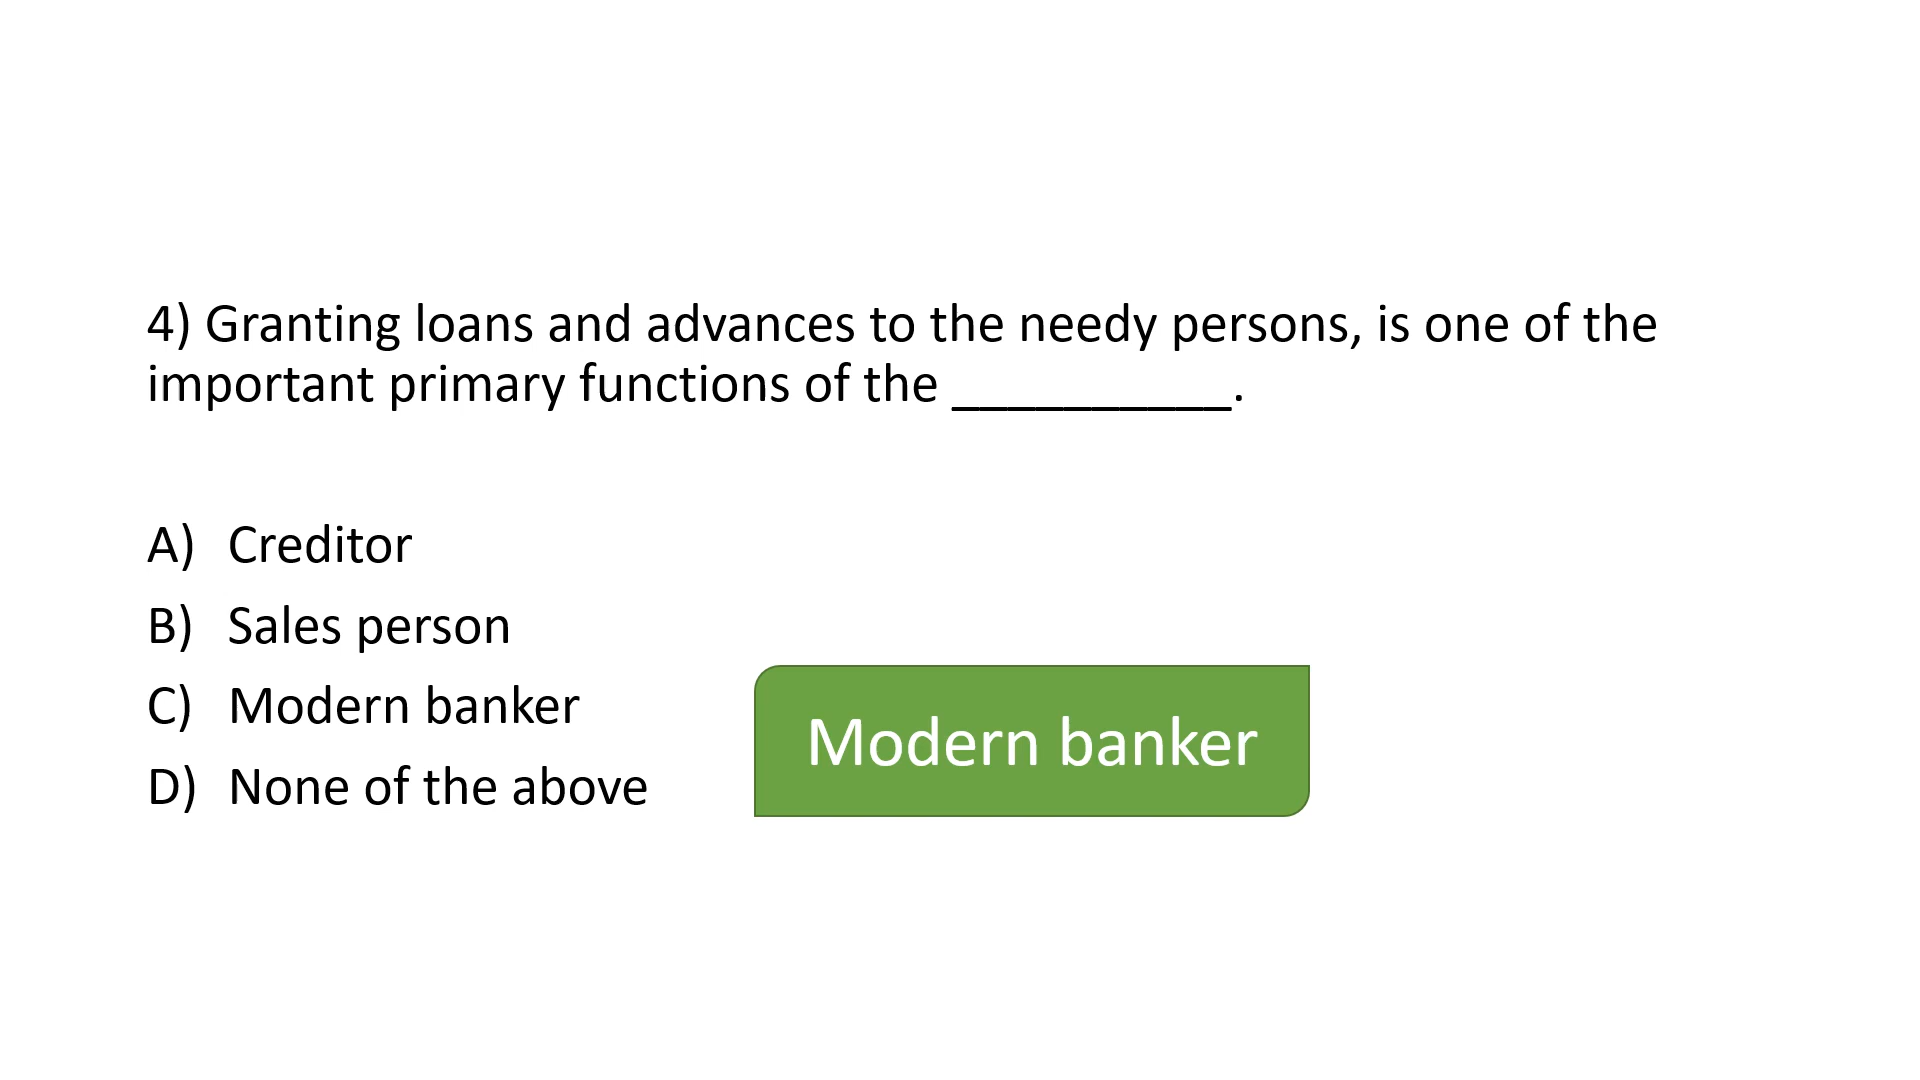 4) Granting loans and advances to the needy persons, is one of the
important primary functions of the ___________.
A) Creditor
B) Sales person
C) Modern banker
D) None of the above
Modern banker